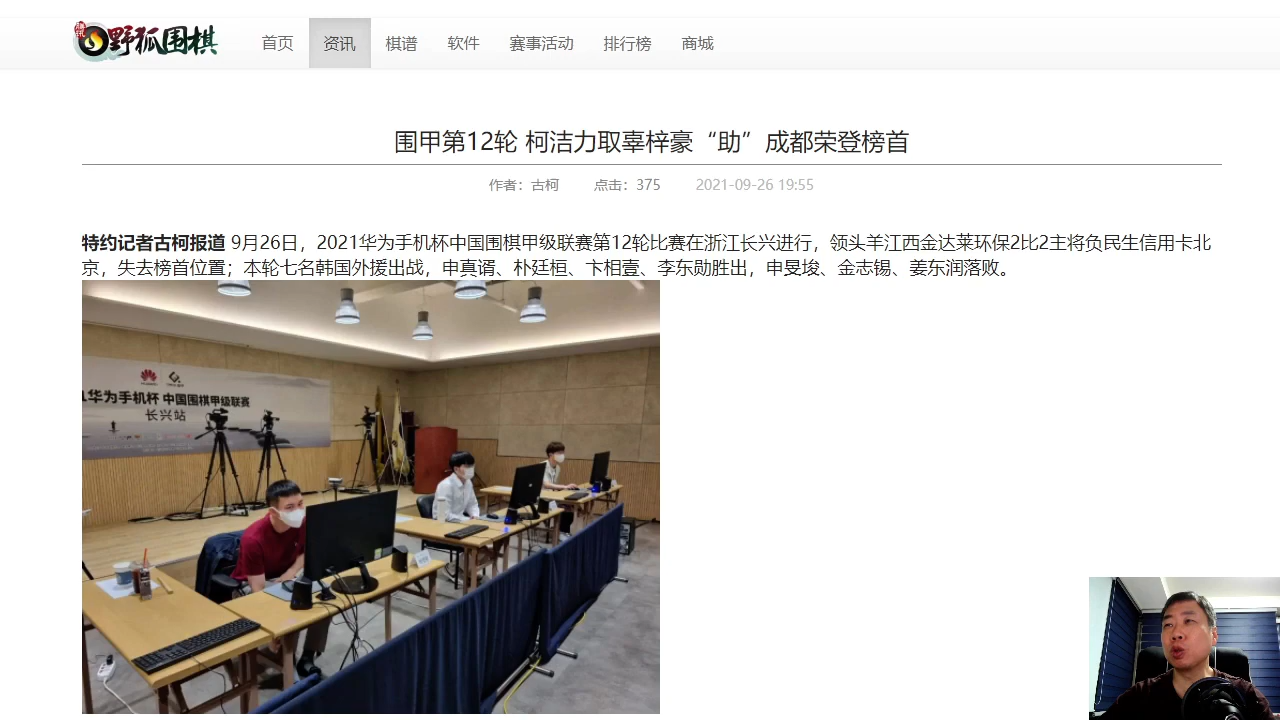 腾讯
野狐围棋
首页 资讯 棋谱 软件 赛事活动 排行榜 商城
围甲第12轮 柯洁力取辜梓豪“助”成都荣登榜首
作者：古柯 点击：375 2021-09-26 19:55
特约记者古柯报道 9月26日，2021华为手机杯中国围棋甲级联赛第12轮比赛在浙江长兴进行，领头羊江西金达莱环保2比2主将负民生信用卡北
京，失去榜首位置；本轮七名韩国外援出战，申真谞、朴廷桓、卞相壹、李东勋胜出，申旻埈、金志锡、姜东润落败。
1华为手机杯 中国围棋甲级联赛
长兴站